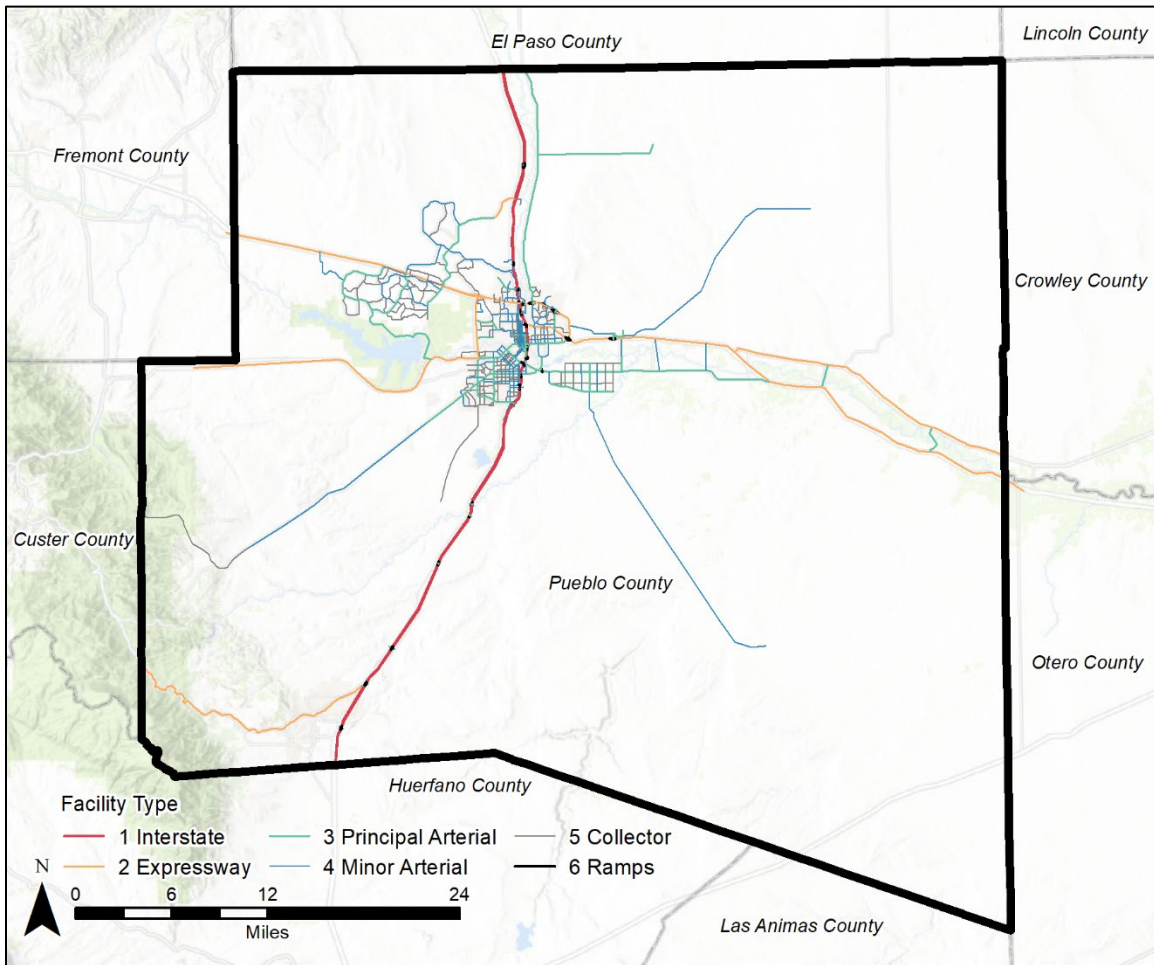 El Paso County
Lincoln County
Fremont County
Crowley County
Custer County
Pueblo County
Otero County
Huerfano County
Las Animas County
Facility Type
1 Interstate
3 Principal Arterial
5 Collector
2 Expressway
4 Minor Arterial
6 Ramps
N
0 6 12 24
Miles